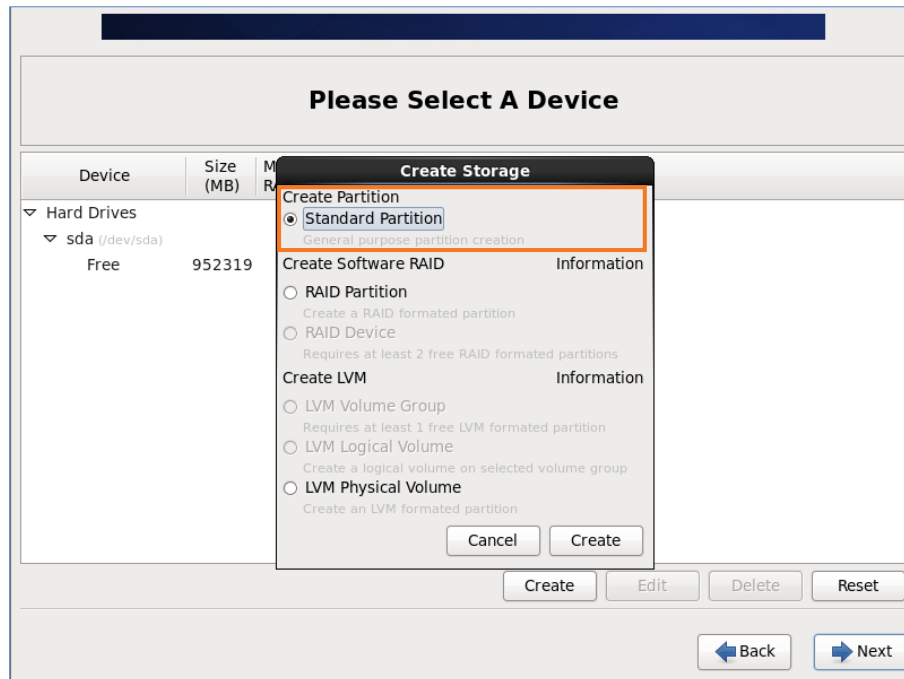 Please Select A Device
Device
Size
(MB)
Hard Drives
sda (/dev/sda)
Free 952319
Create Storage
Create Partition
Standard Partition
General purpose partition creation
Create Software RAID Information
RAID Partition
Create a RAID formated partition
RAID Device
Requires at least 2 free RAID formated partitions
Create LVM Information
LVM Volume Group
Requires at least 1 free LVM formated partition
LVM Logical Volume
Create a logical volume on selected volume group
LVM Physical Volume
Create an LVM formated partition
Cancel Create
Create Edit Delete Reset
Back Next